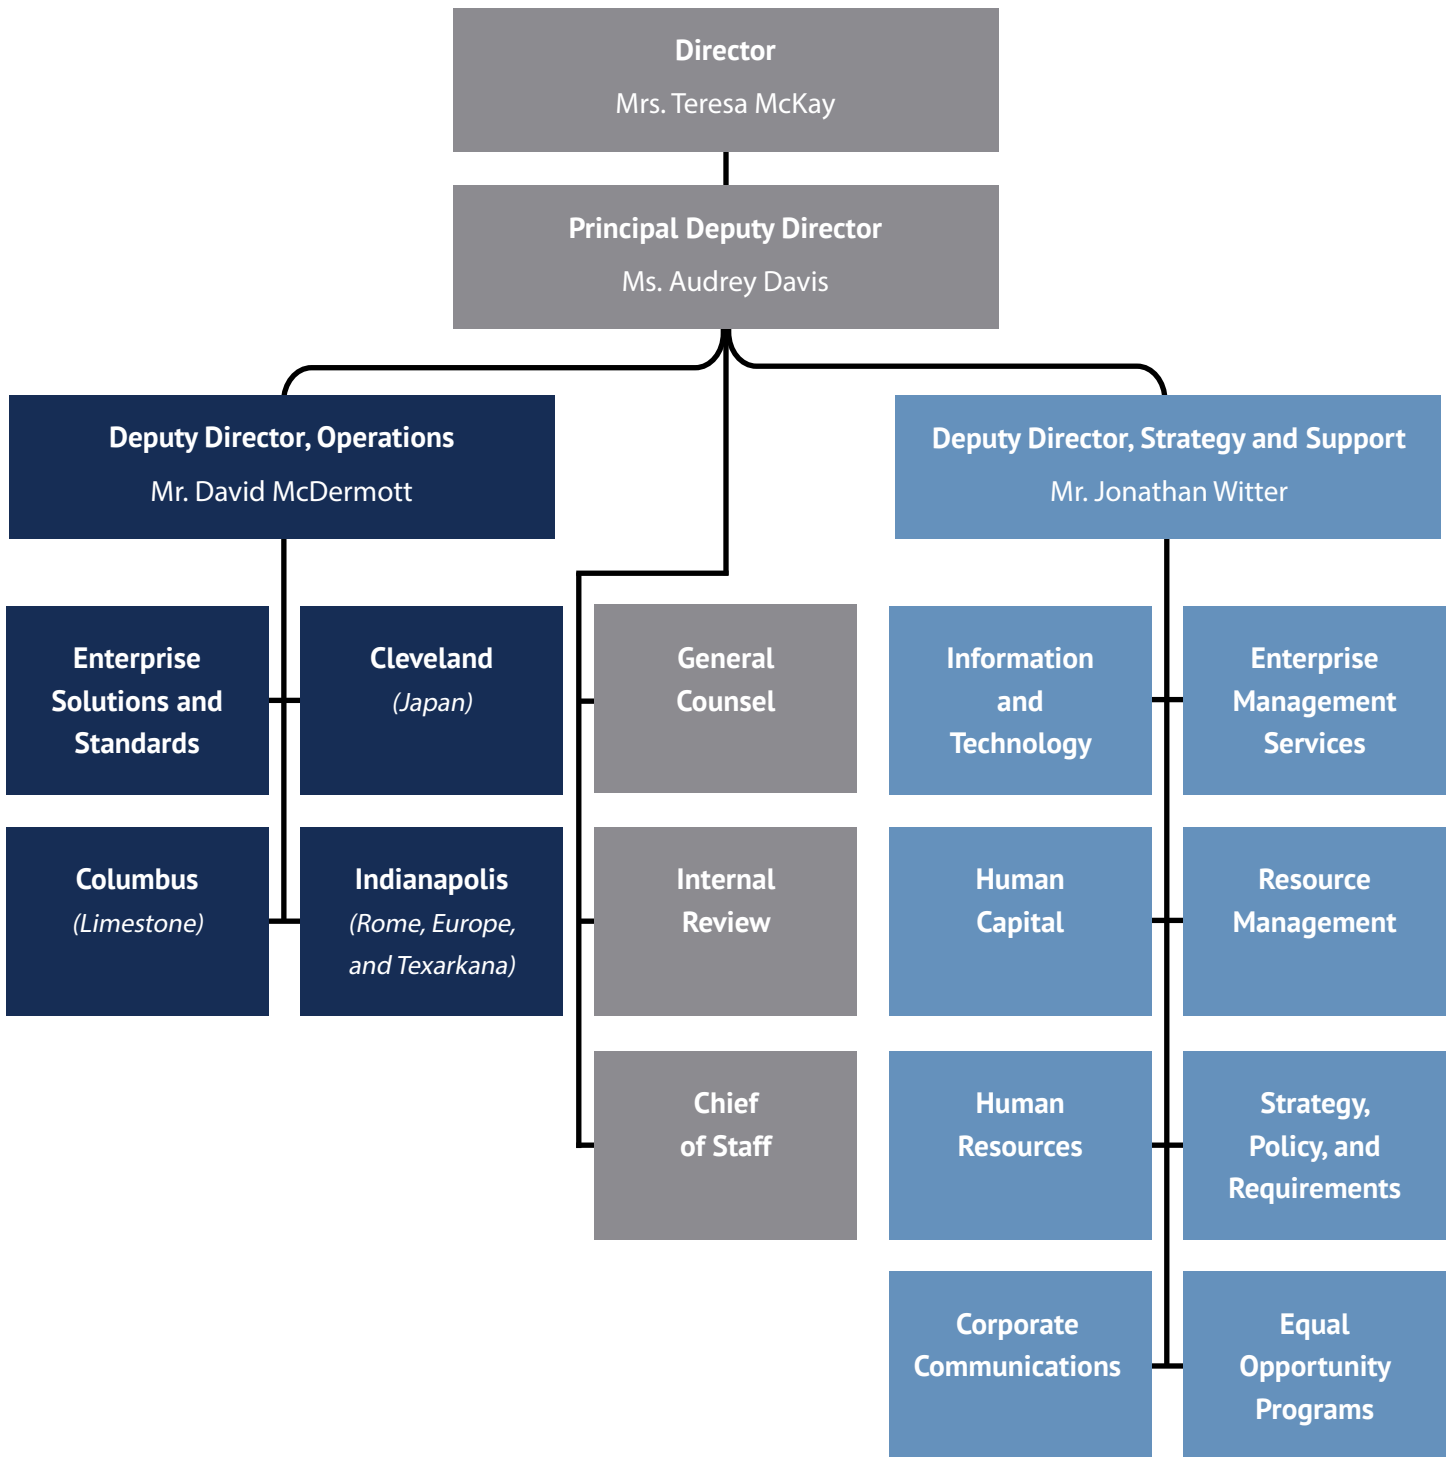 Director
Mrs. Teresa McKay
Principal Deputy Director
Ms. Audrey Davis
Deputy Director, Operations
Mr. David McDermott
Deputy Director, Strategy and Support
Mr. Jonathan Witter
Enterprise
Solutions and
Standards
Cleveland
(Japan)
Columbus
(Limestone)
Indianapolis
(Rome, Europe,
and Texarkana)
General
Counsel
Internal
Review
Chief
of Staff
Information
and
Technology
Enterprise
Management
Services
Human
Capital
Resource
Management
Human
Resources
Strategy,
Policy, and
Requirements
Corporate
Communications
Equal
Opportunity
Programs